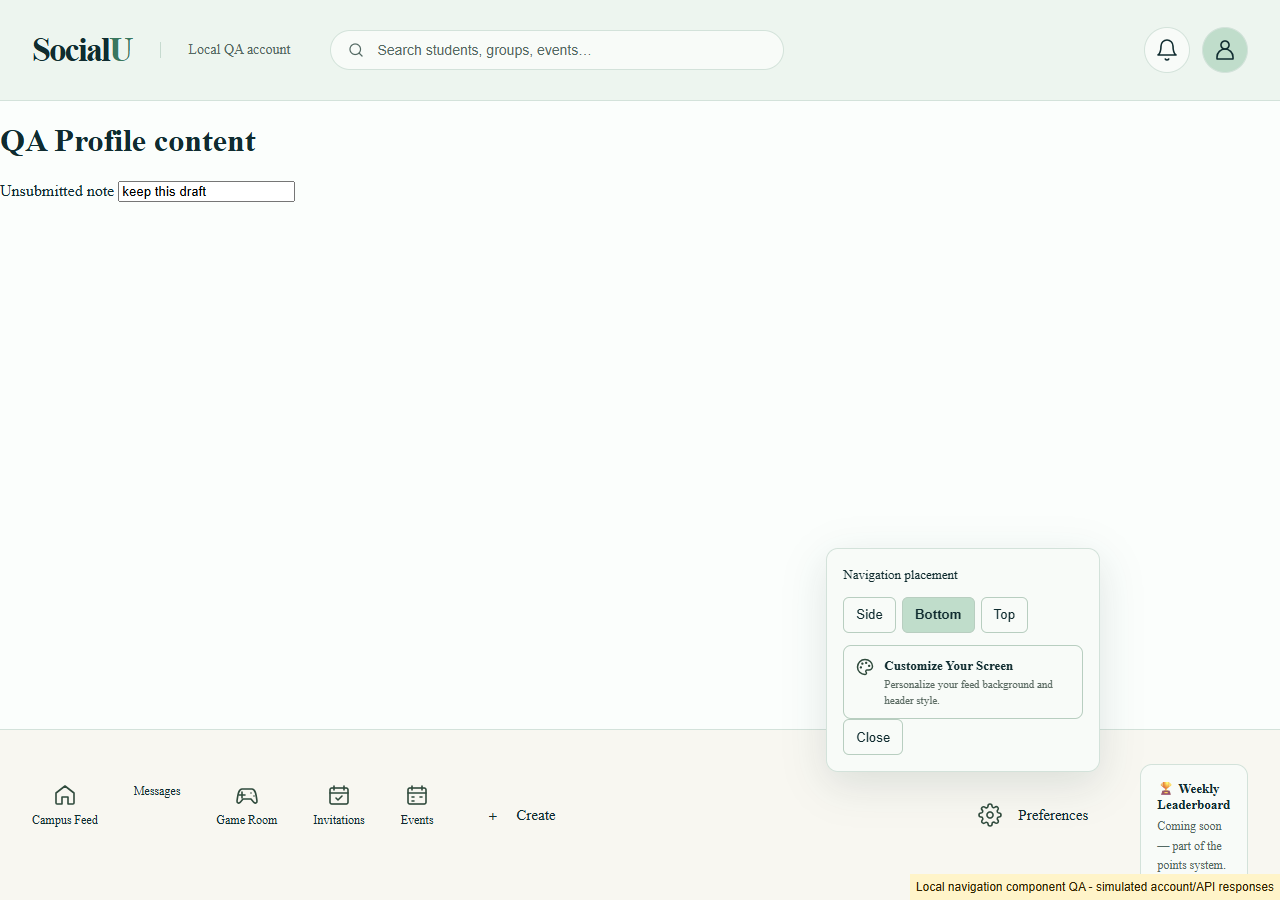 SocialU
Local QA account
Search students, groups, events…
QA Profile content
Unsubmitted note keep this draft
Navigation placement
Side Bottom Top
Customize Your Screen
Personalize your feed background and
header style.
Close
Campus Feed
Messages
Game Room
Invitations
Events
+ Create
Preferences
Weekly
Leaderboard
Coming soon
— part of the
points system.
Local navigation component QA - simulated account/API responses